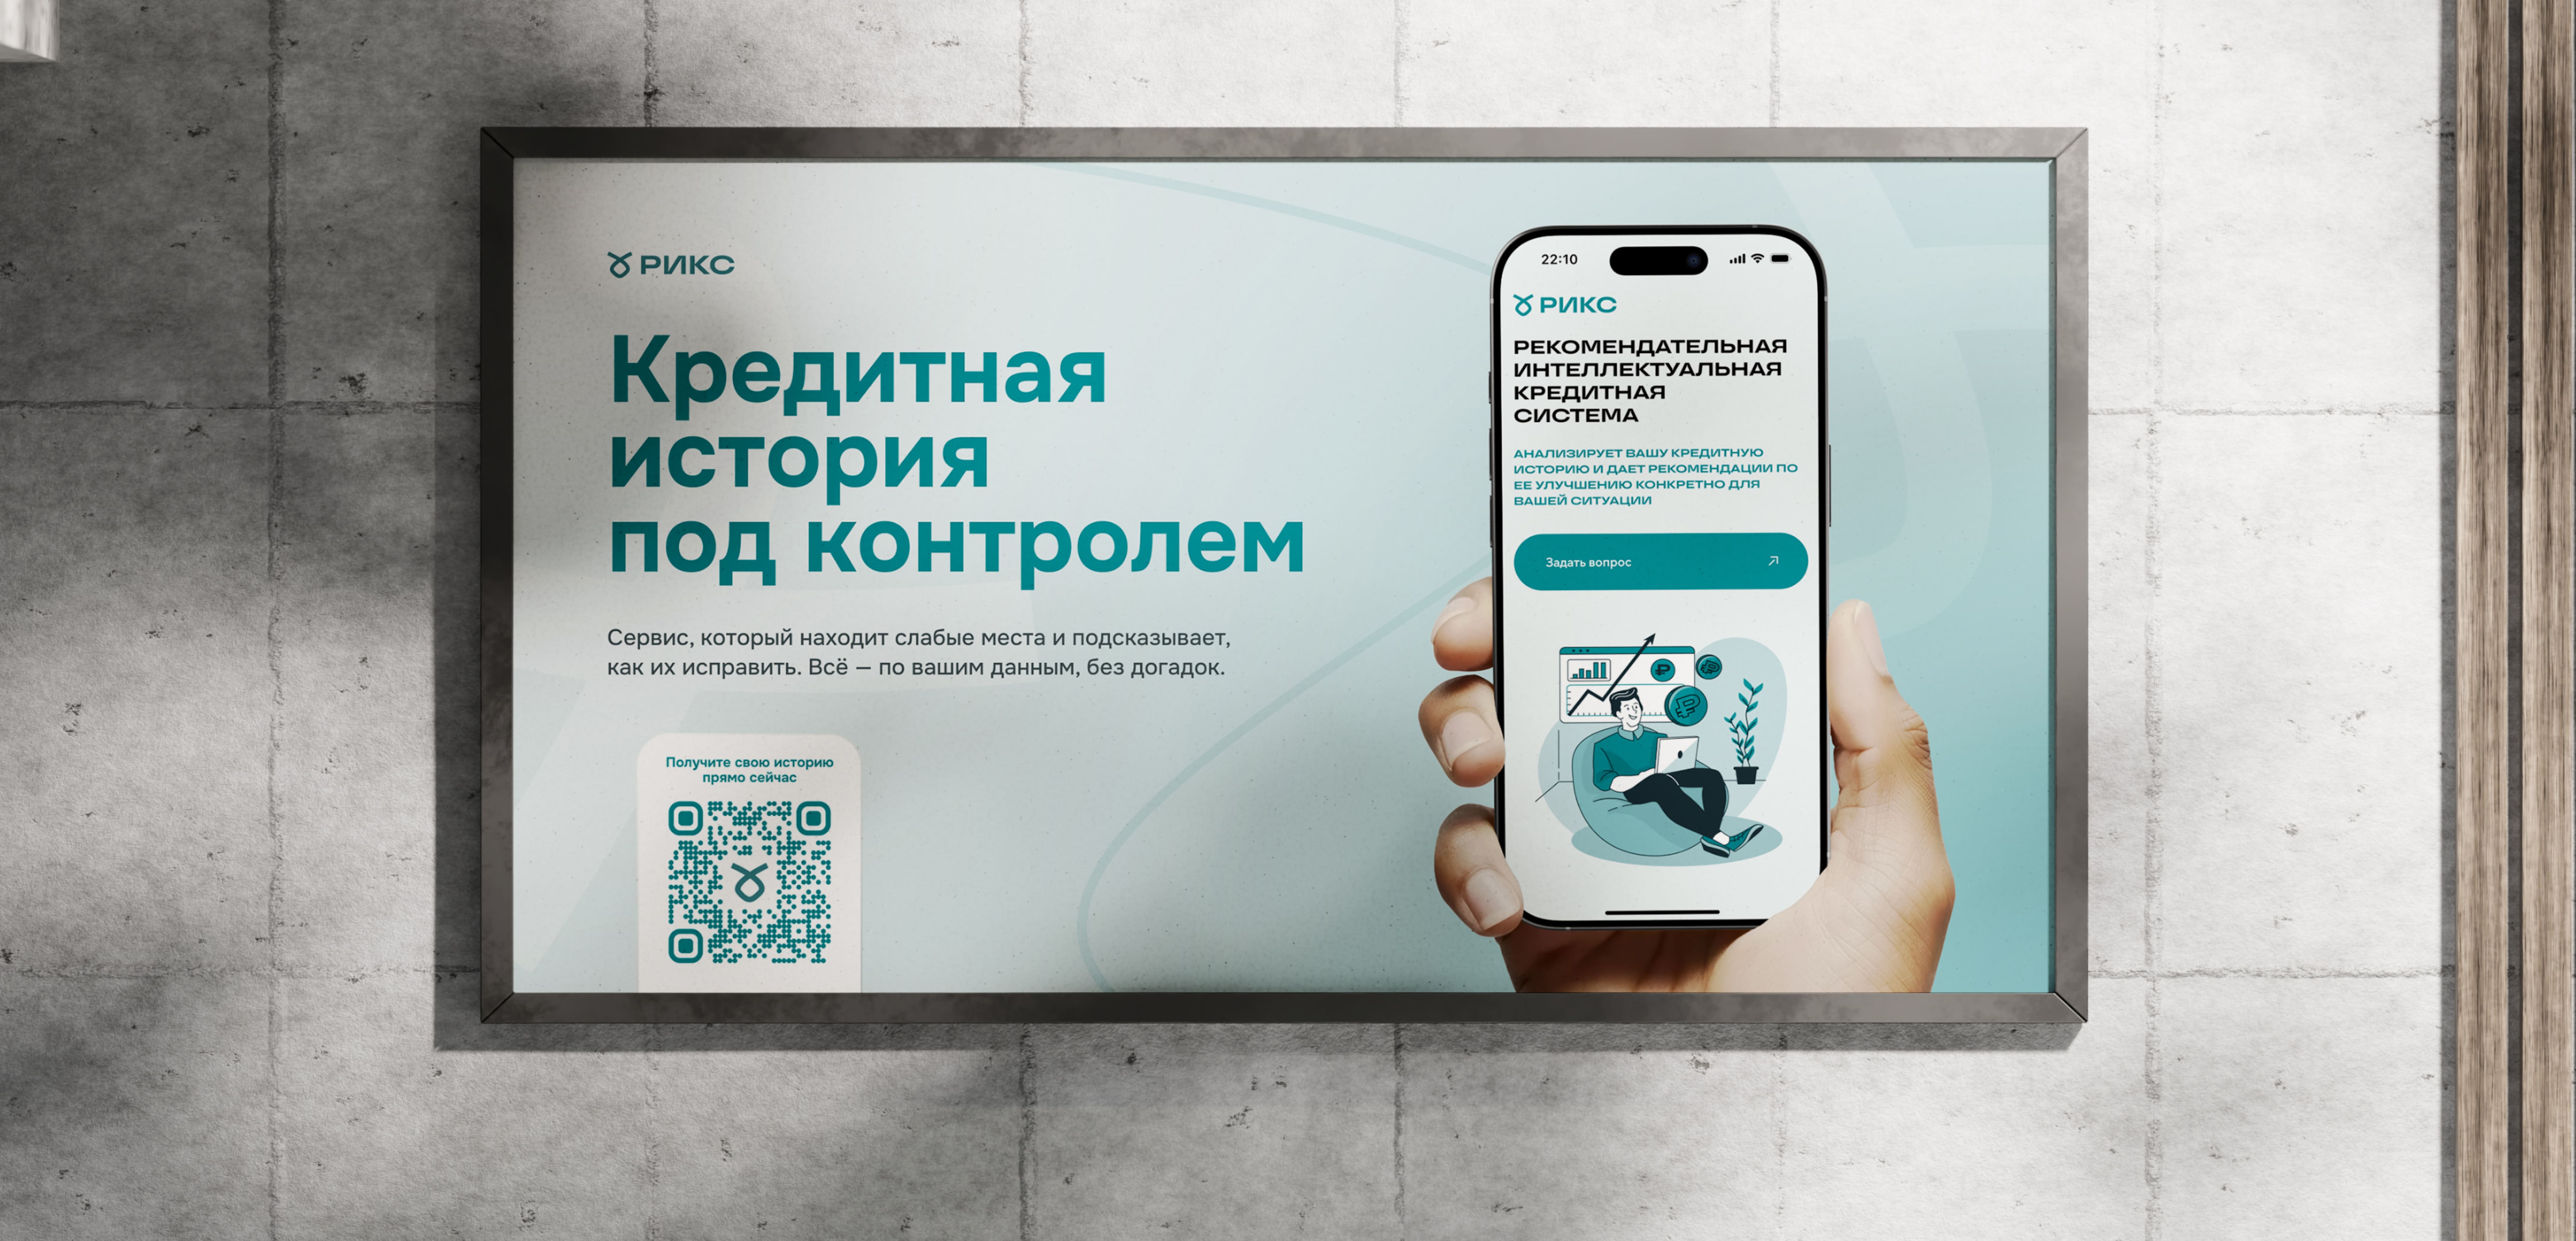 РИКС
Кредитная
история
под контролем
Сервис, который находит слабые места и подсказывает,
как их исправить. Всё — по вашим данным, без догадок.
Получите свою историю
прямо сейчас
22:10
РИКС
РЕКОМЕНДАТЕЛЬНАЯ
ИНТЕЛЛЕКТУАЛЬНАЯ
КРЕДИТНАЯ
СИСТЕМА
АНАЛИЗИРУЕТ ВАШУ КРЕДИТНУЮ
ИСТОРИЮ И ДАЕТ РЕКОМЕНДАЦИИ ПО
ЕЕ УЛУЧШЕНИЮ КОНКРЕТНО ДЛЯ
ВАШЕЙ СИТУАЦИИ
Задать вопрос